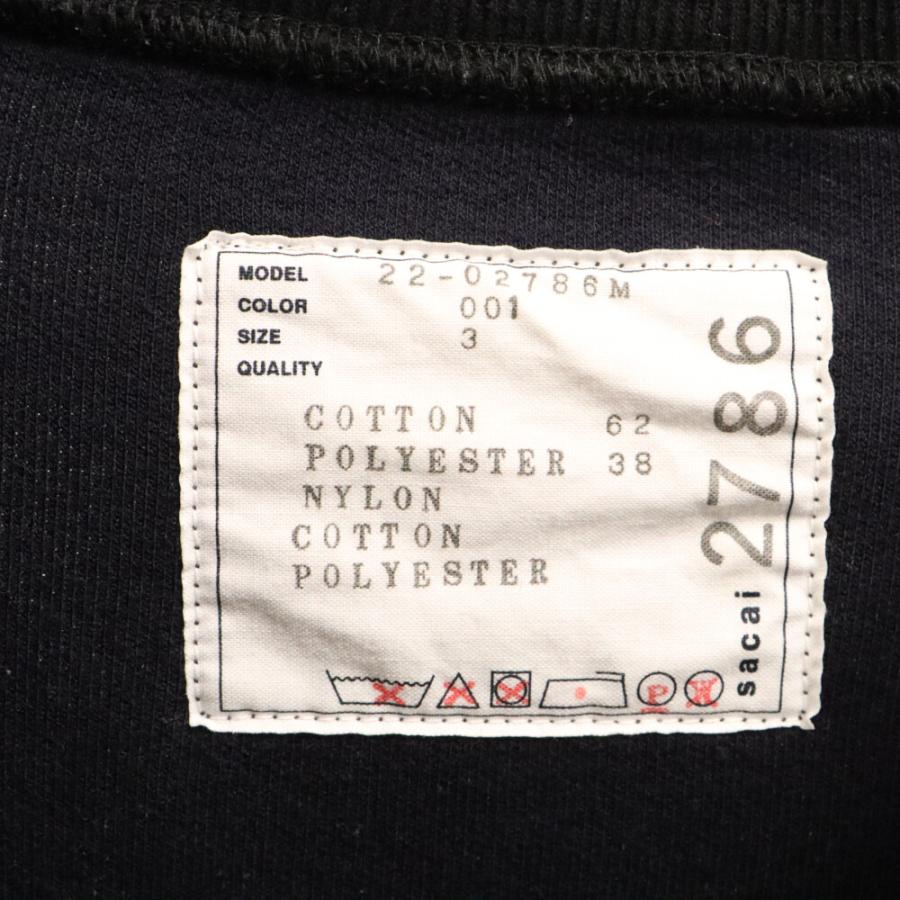 MODEL 22-02786M
COLOR 001
SIZE 3
QUALITY
COTTON 62
POLYESTER 38
NYLON
COTTON
POLYESTER
P
W
sacai 2786